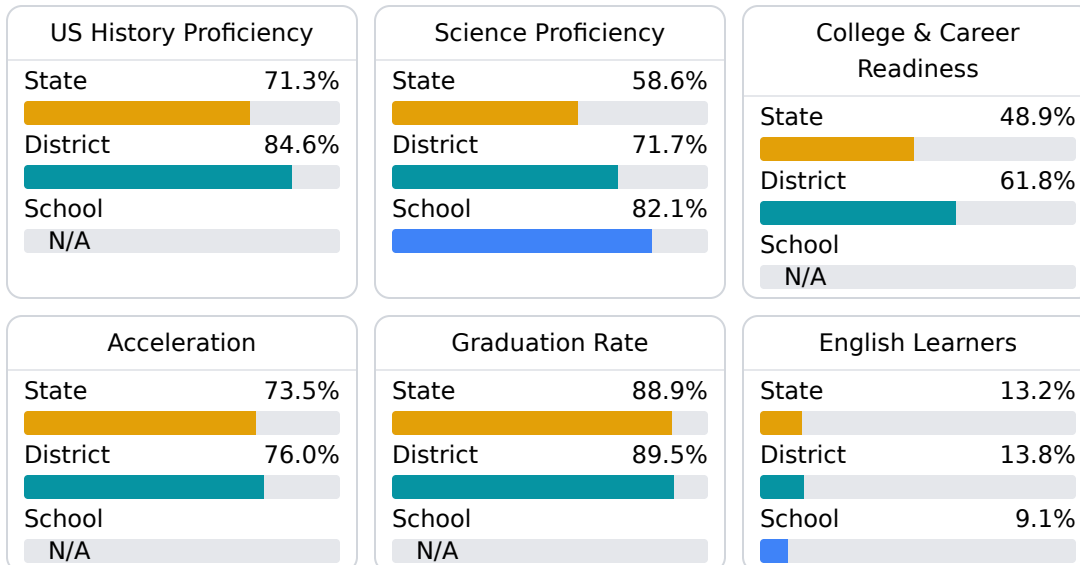 US History Proficiency
State 71.3%
District 84.6%
School
N/A
Science Proficiency
State 58.6%
District 71.7%
School 82.1%
College & Career
Readiness
State 48.9%
District 61.8%
School
N/A
Acceleration
State 73.5%
District 76.0%
School
N/A
Graduation Rate
State 88.9%
District 89.5%
School
N/A
English Learners
State 13.2%
District 13.8%
School 9.1%